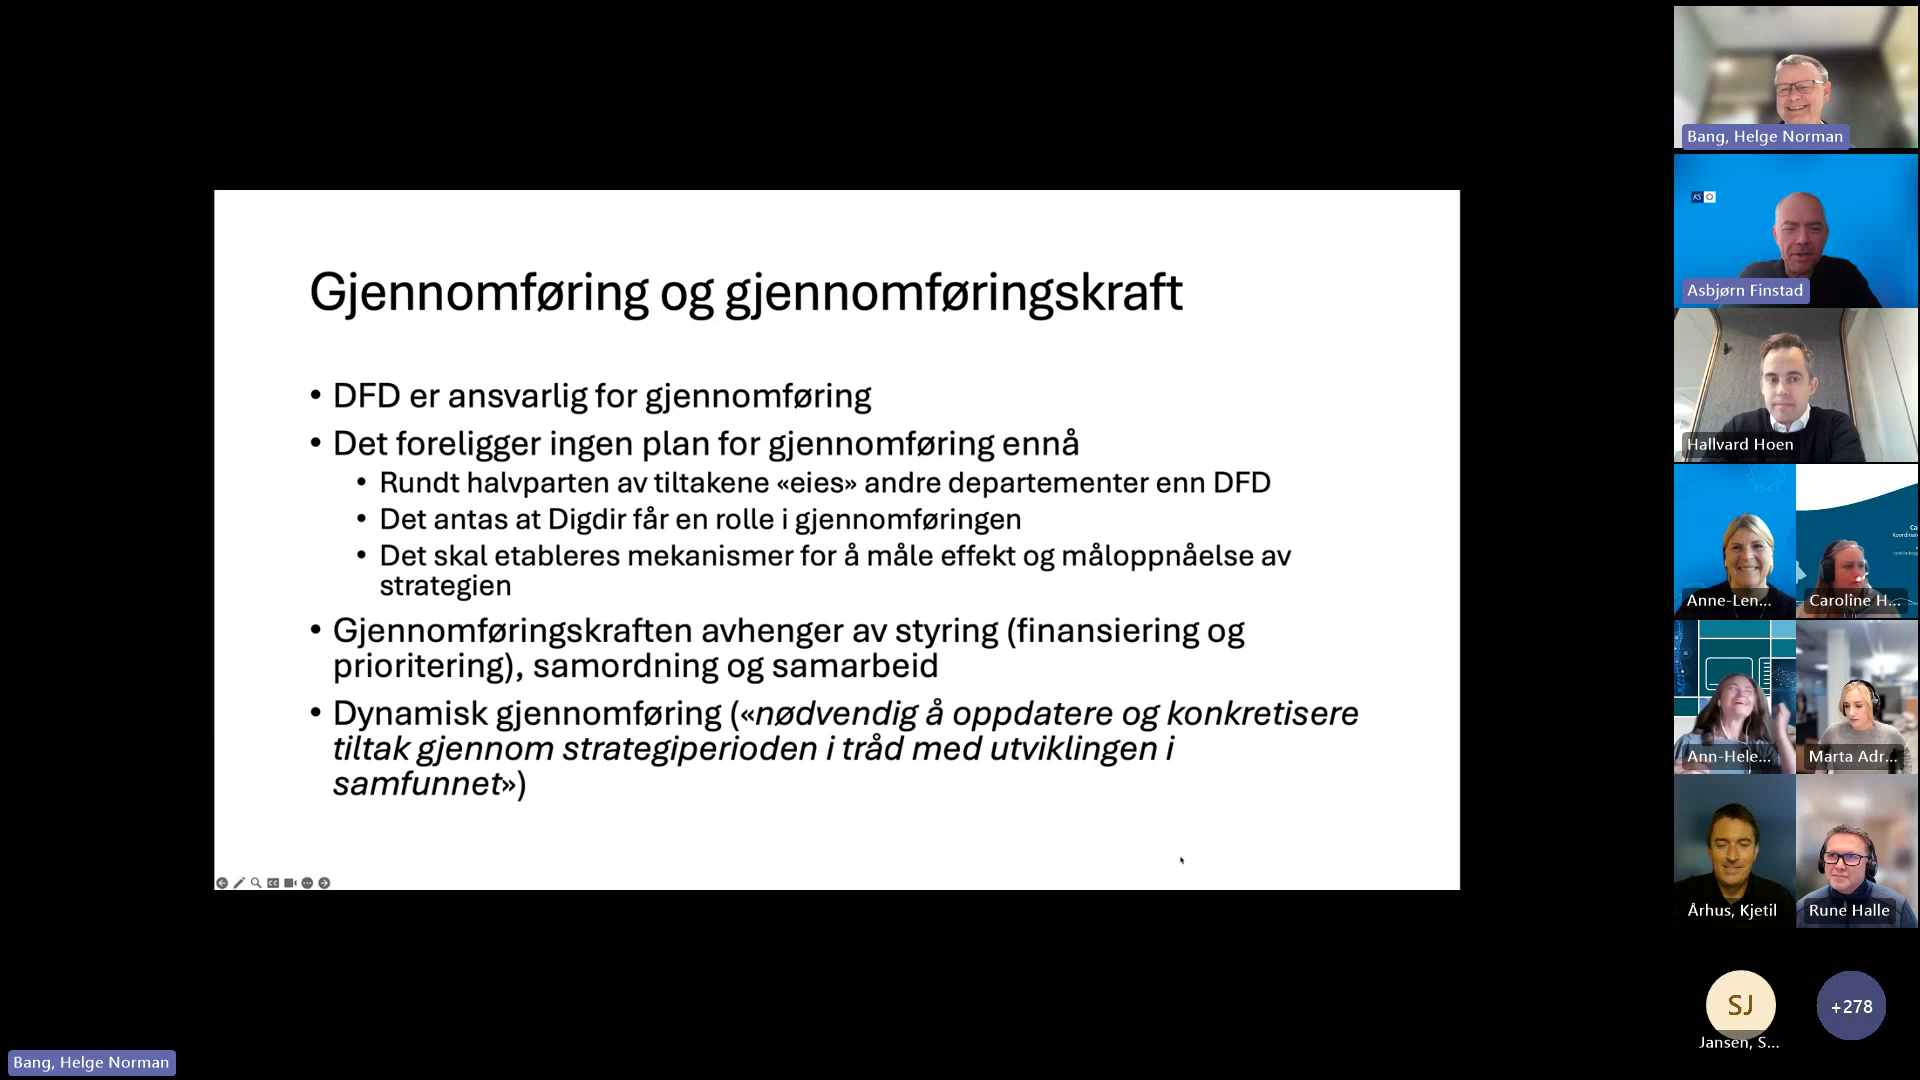 Gjennomføring og gjennomføringskraft
• DFD er ansvarlig for gjennomføring
• Det foreligger ingen plan for gjennomføring ennå
• Rundt halvparten av tiltakene «eies» andre departementer enn DFD
• Det antas at Digdir får en rolle i gjennomføringen
• Det skal etableres mekanismer for å måle effekt og måloppnåelse av
strategien
• Gjennomføringskraften avhenger av styring (finansiering og
prioritering), samordning og samarbeid
• Dynamisk gjennomføring («nødvendig å oppdatere og konkretisere
tiltak gjennom strategiperioden i tråd med utviklingen i
samfunnet»)
Bang, Helge Norman
Bang, Helge Norman
Asbjørn Finstad
Hallvard Hoen
Anne-Len...
Caroline H...
Ann-Hele...
Marta Adr...
Århus, Kjetil
Rune Halle
SJ
+278
Jansen, S...